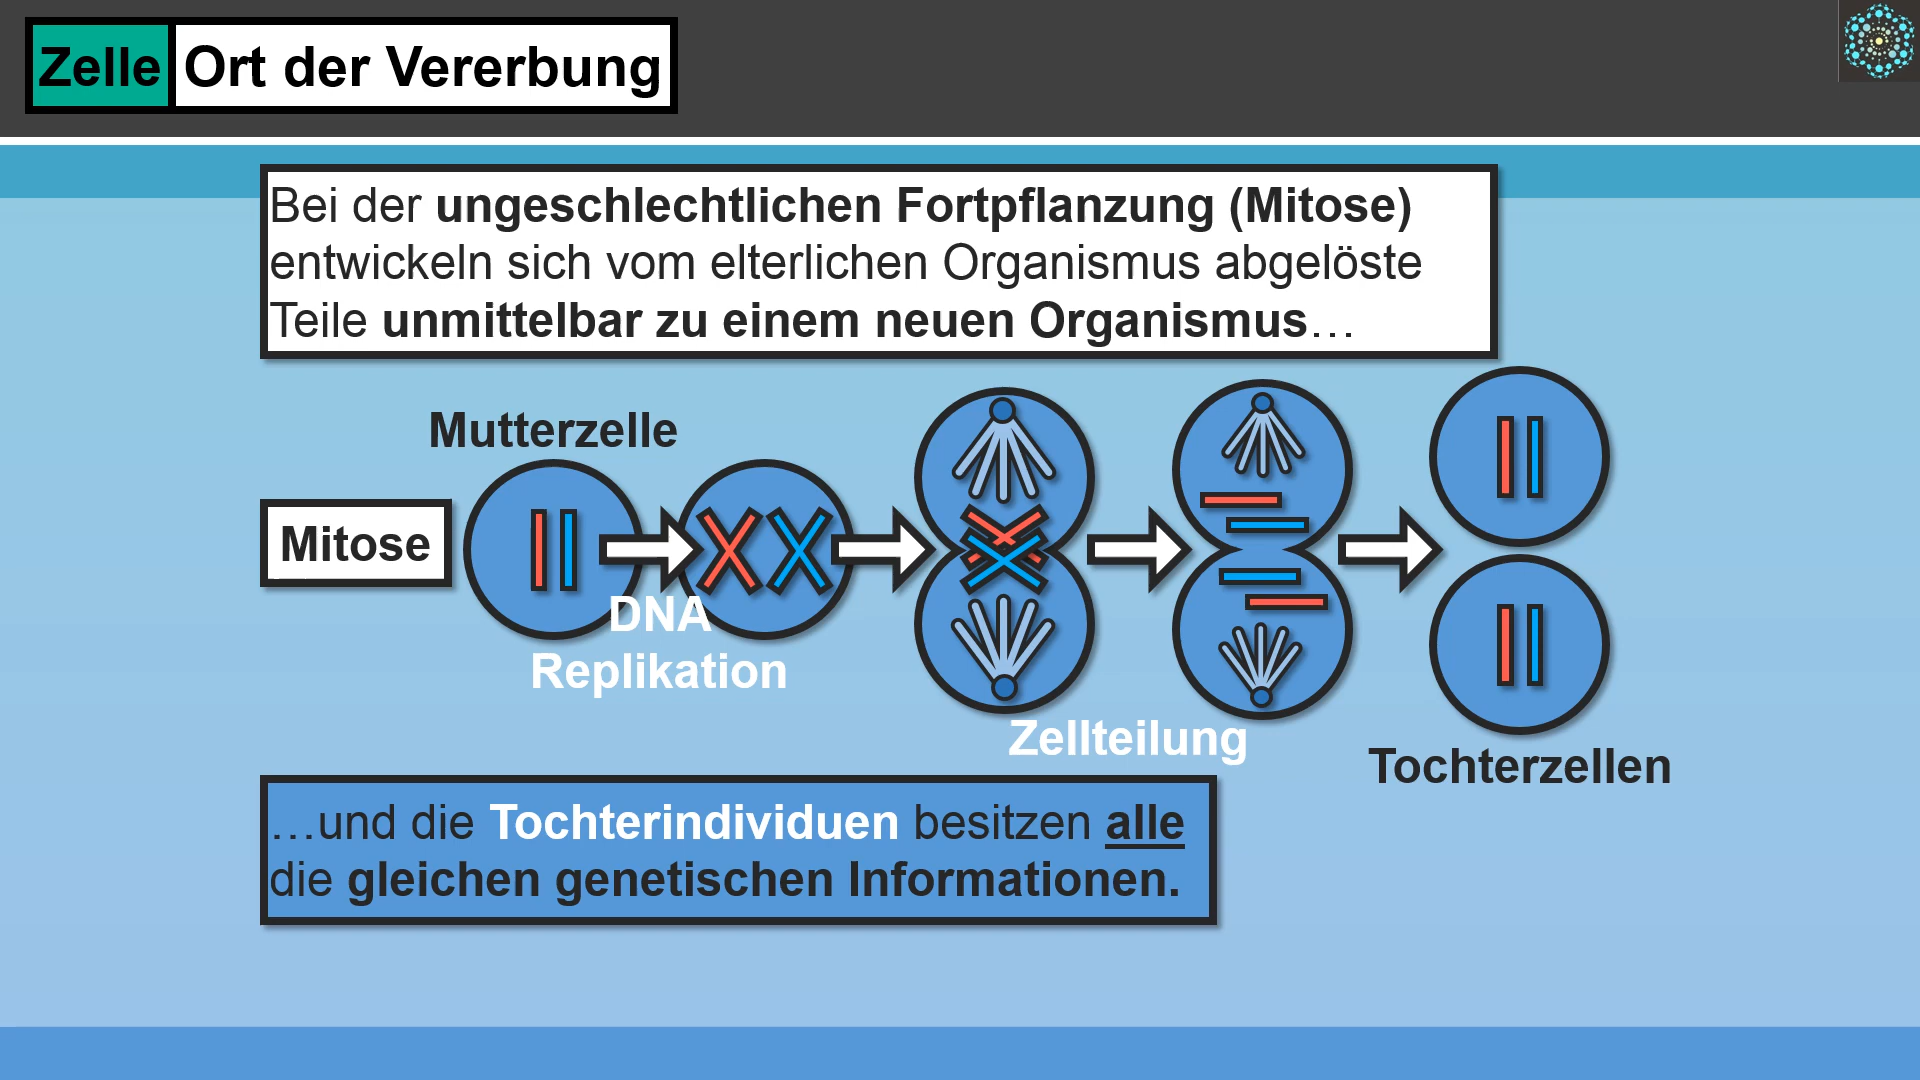 Zelle Ort der Vererbung
Bei der ungeschlechtlichen Fortpflanzung (Mitose)
entwickeln sich vom elterlichen Organismus abgelöste
Teile unmittelbar zu einem neuen Organismus…
Mutterzelle
Mitose
DNA
Replikation
Zellteilung
Tochterzellen
…und die Tochterindividuen besitzen alle
die gleichen genetischen Informationen.